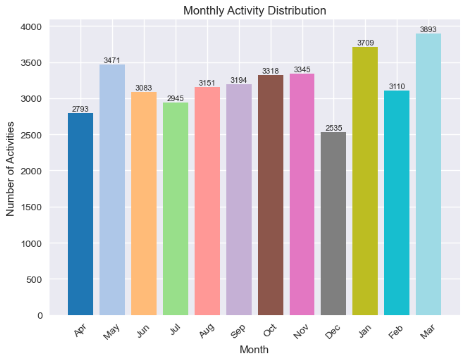 Monthly Activity Distribution
Number of Activities
4000
3500
3000
2500
2000
1500
1000
500
0
2793
3471
3083
2945
3151
3194
3318
3345
2535
3709
3110
3893
Apr
May
Jun
Jul
Aug
Sep
Oct
Nov
Dec
Jan
Feb
Mar
Month